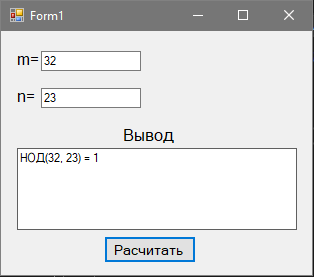 Form1
m= 32
n= 23
Вывод
НОД(32, 23) = 1
Расчитать